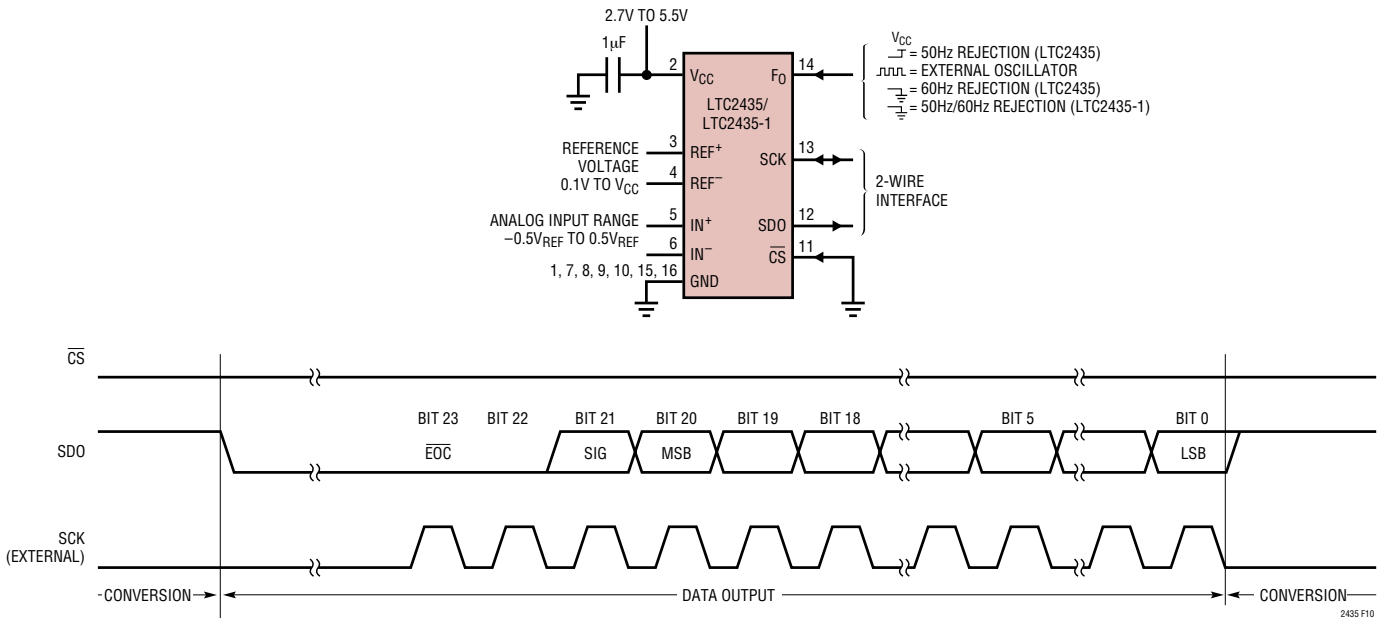 2.7V TO 5.5V
1µF
2
VCC
LTC2435/
LTC2435-1
FO
14
VCC
= 50Hz REJECTION (LTC2435)
= EXTERNAL OSCILLATOR
= 60Hz REJECTION (LTC2435)
= 50Hz/60Hz REJECTION (LTC2435-1)
REFERENCE
VOLTAGE
0.1V TO VCC
3
REF+
4
REF–
SCK
13
2-WIRE
INTERFACE
ANALOG INPUT RANGE
–0.5VREF TO 0.5VREF
5
IN+
6
IN–
SDO
12
CS
11
1, 7, 8, 9, 10, 15, 16
GND
CS
BIT 23 BIT 22 BIT 21 BIT 20 BIT 19 BIT 18 BIT 5 BIT 0
SDO
EOC SIG MSB LSB
SCK
(EXTERNAL)
CONVERSION DATA OUTPUT CONVERSION
2435 F10